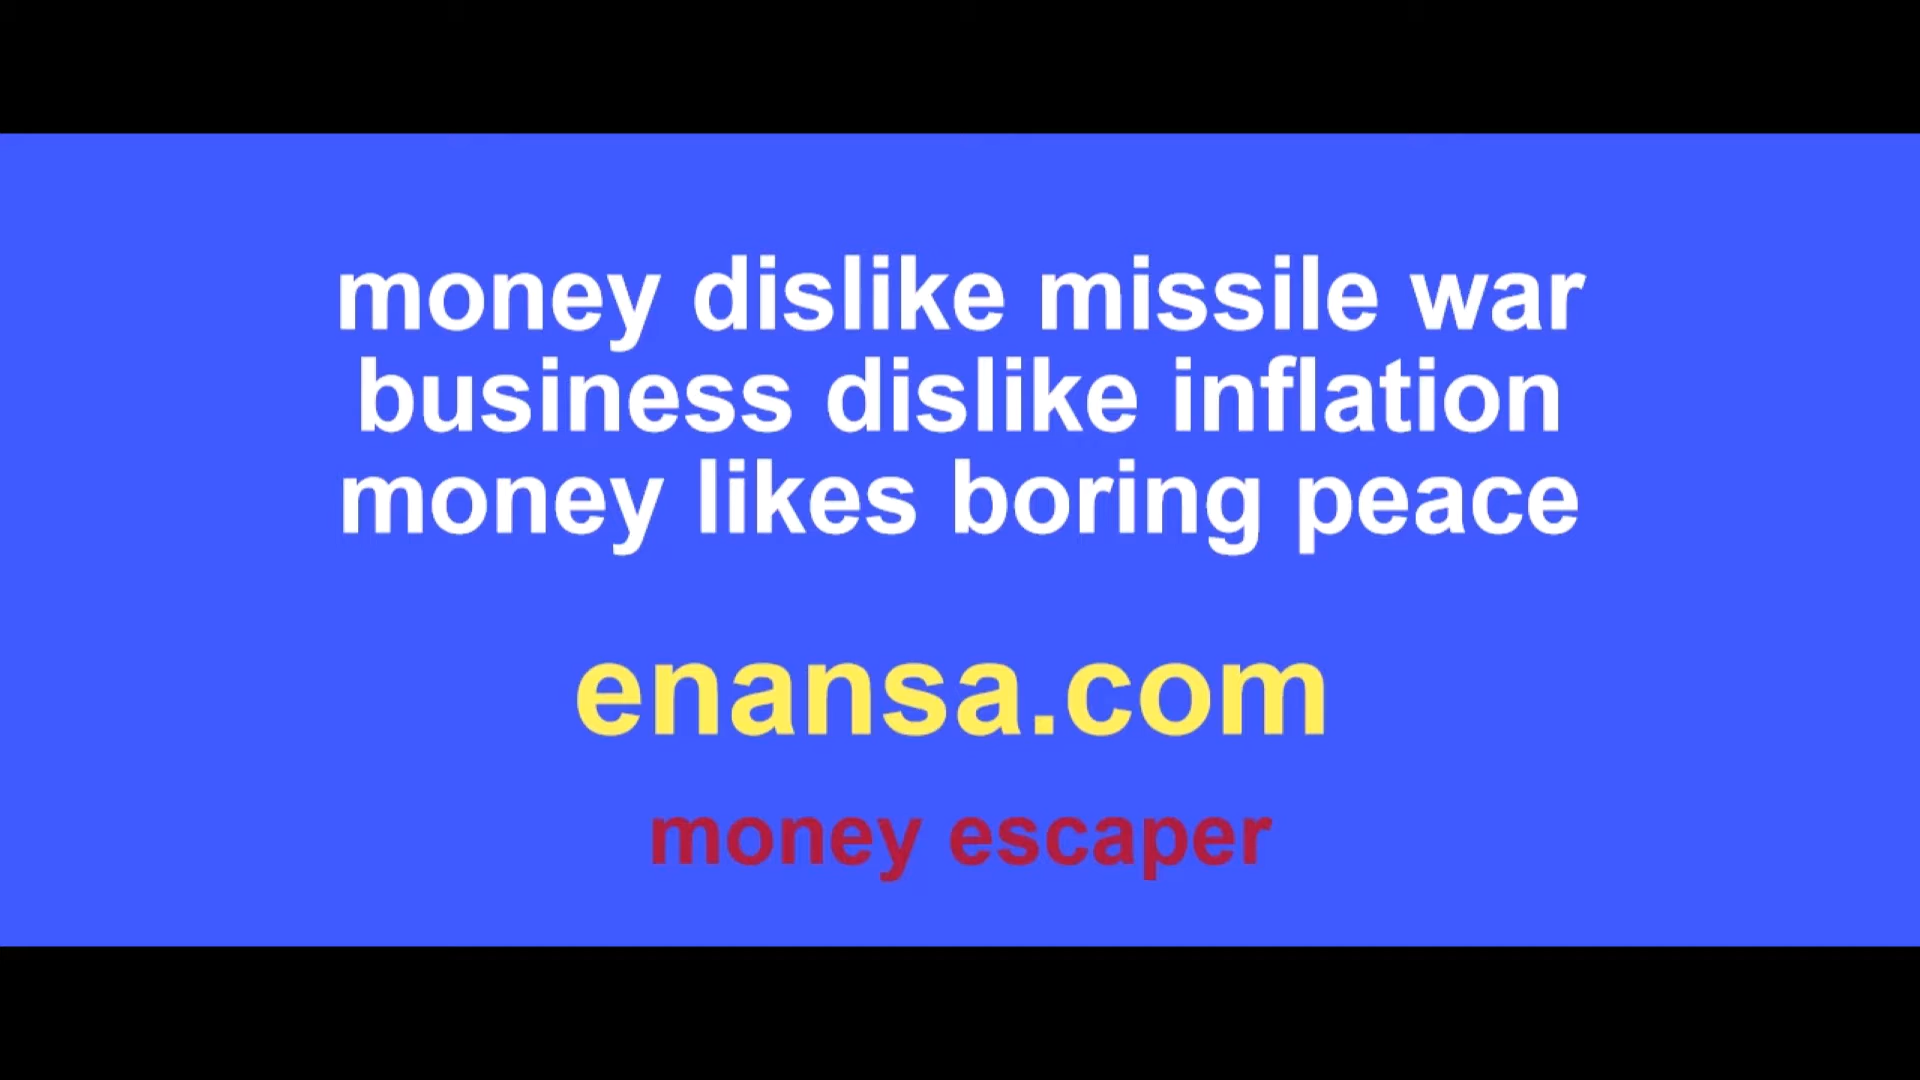 money dislike missile war
business dislike inflation
money likes boring peace
enansa.com
money escaper